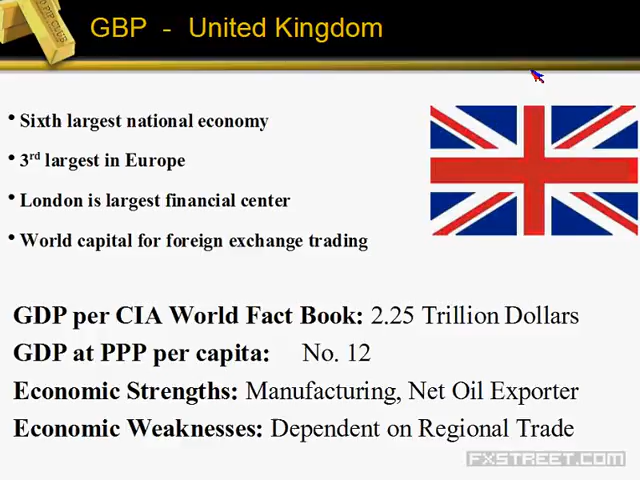 GBP - United Kingdom
• Sixth largest national economy
• 3rd largest in Europe
• London is largest financial center
• World capital for foreign exchange trading
GDP per CIA World Fact Book: 2.25 Trillion Dollars
GDP at PPP per capita: No. 12
Economic Strengths: Manufacturing, Net Oil Exporter
Economic Weaknesses: Dependent on Regional Trade
FXSTREET.COM